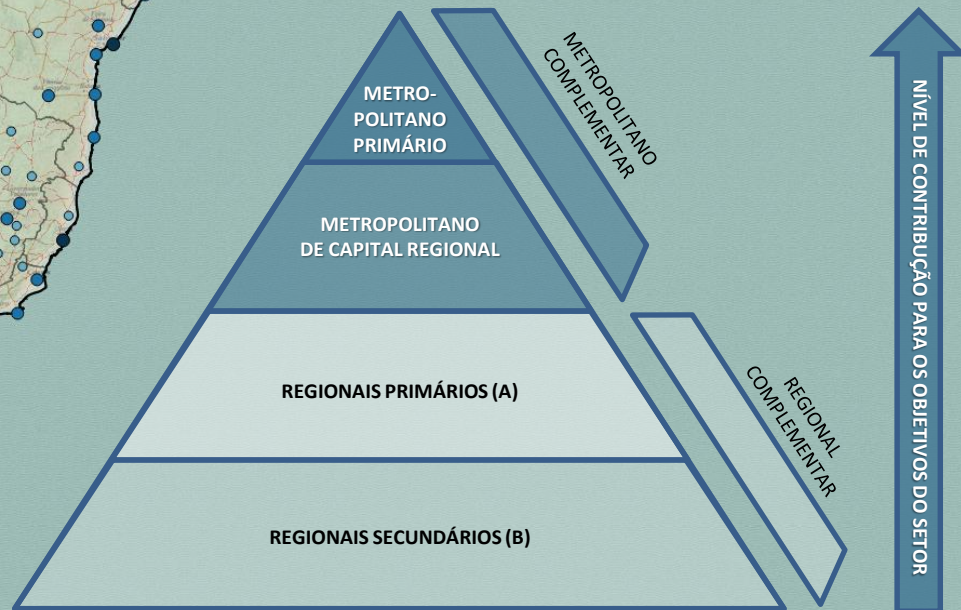 METRO-
POLITANO
PRIMÁRIO
METROPOLITANO
COMPLEMENTAR
METROPOLITANO
DE CAPITAL REGIONAL
REGIONAIS PRIMÁRIOS (A)
REGIONAL
COMPLEMENTAR
REGIONAIS SECUNDÁRIOS (B)
NÍVEL DE CONTRIBUÇÃO PARA OS OBJETIVOS DO SETOR